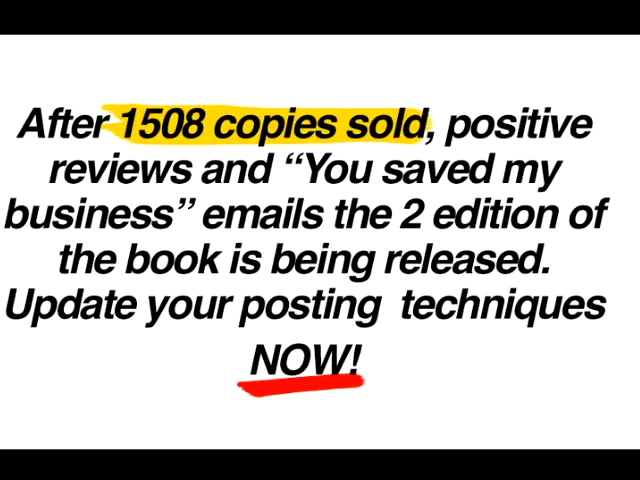 After 1508 copies sold, positive
reviews and “You saved my
business” emails the 2 edition of
the book is being released.
Update your posting techniques
NOW!